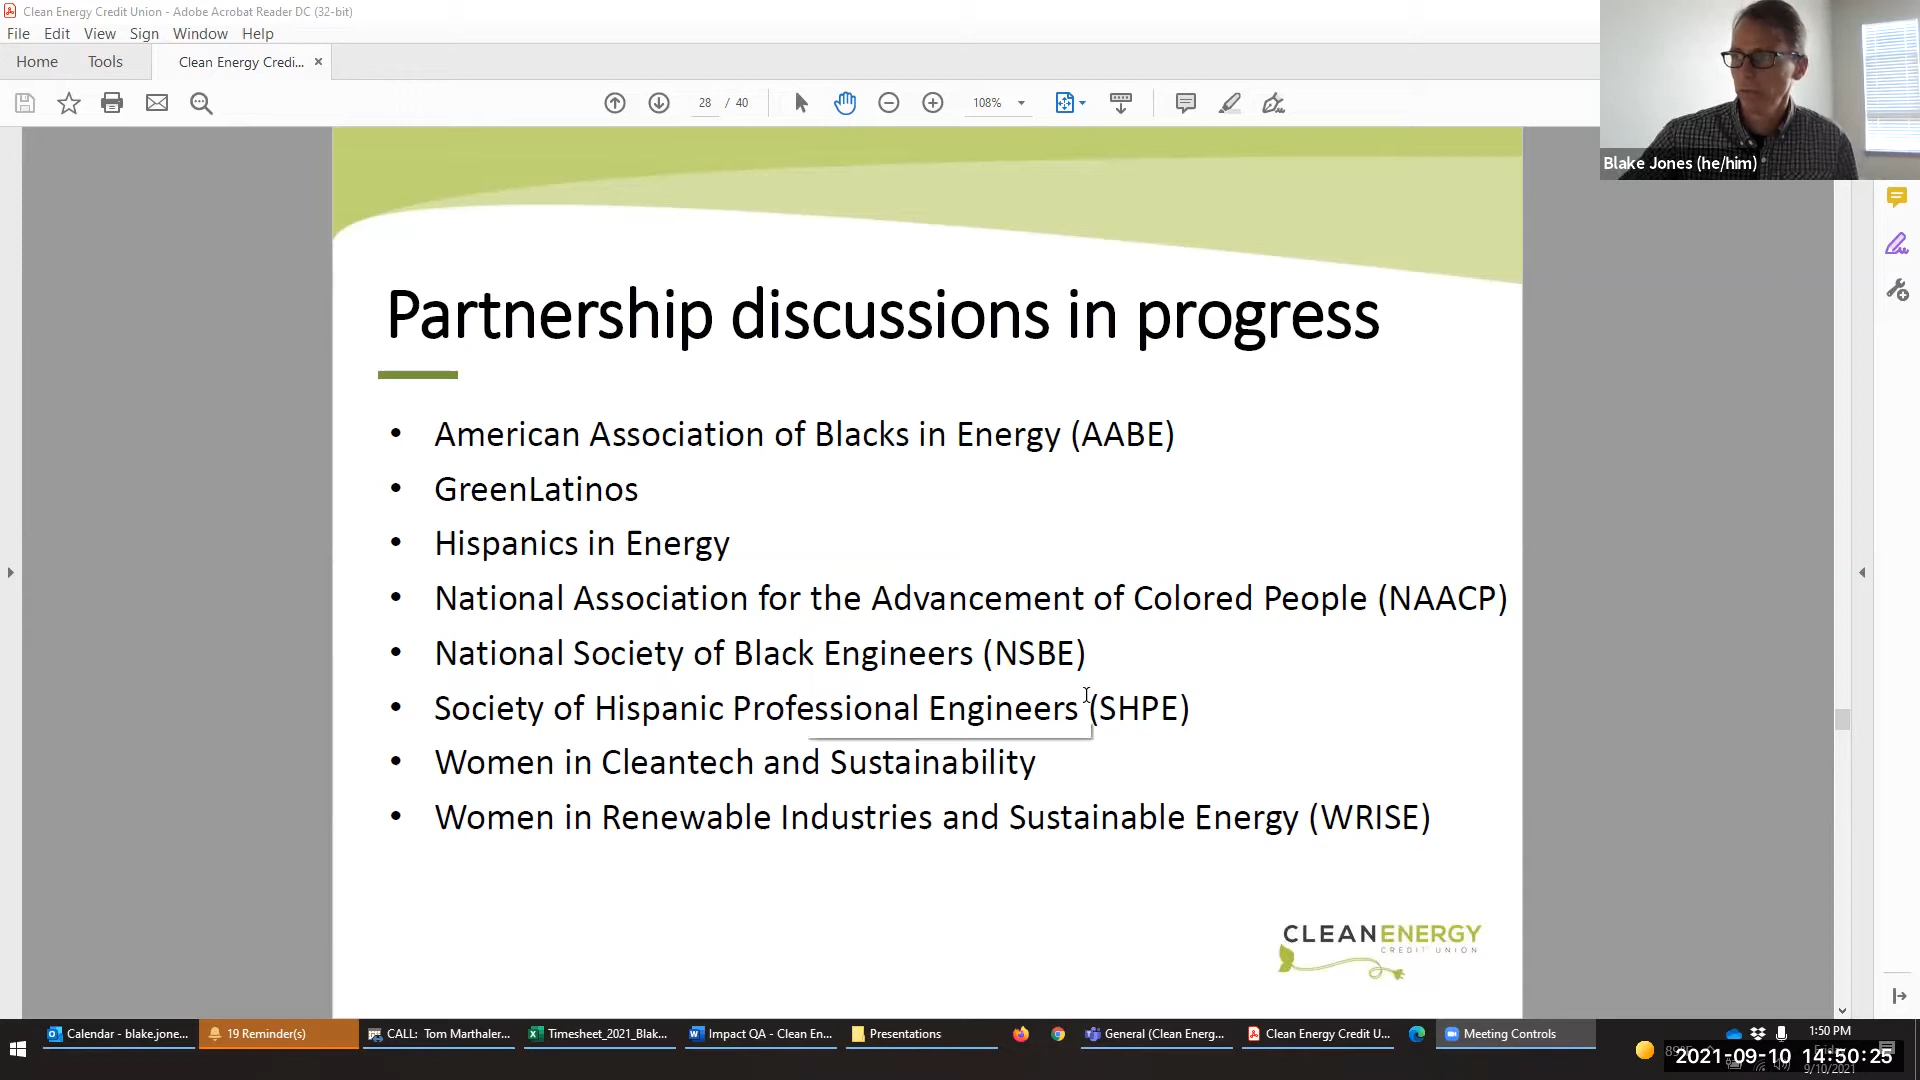 Clean Energy Credit Union - Adobe Acrobat Reader DC (32-bit)
File Edit View Sign Window Help
Home Tools Clean Energy Credi... ×
28 / 40 108%
Blake Jones (he/him)
Partnership discussions in progress
• American Association of Blacks in Energy (AABE)
• GreenLatinos
• Hispanics in Energy
• National Association for the Advancement of Colored People (NAACP)
• National Society of Black Engineers (NSBE)
• Society of Hispanic Professional Engineers (SHPE)
• Women in Cleantech and Sustainability
• Women in Renewable Industries and Sustainable Energy (WRISE)
CLEANENERGY
CREDIT UNION
Calendar - blake.jone... 19 Reminder(s) CALL: Tom Marthaler... Timesheet_2021_Blak... Impact QA - Clean En... Presentations General (Clean Energ... Clean Energy Credit U... Meeting Controls
1:50 PM
2021-09-10 14:50:25
9/10/2021